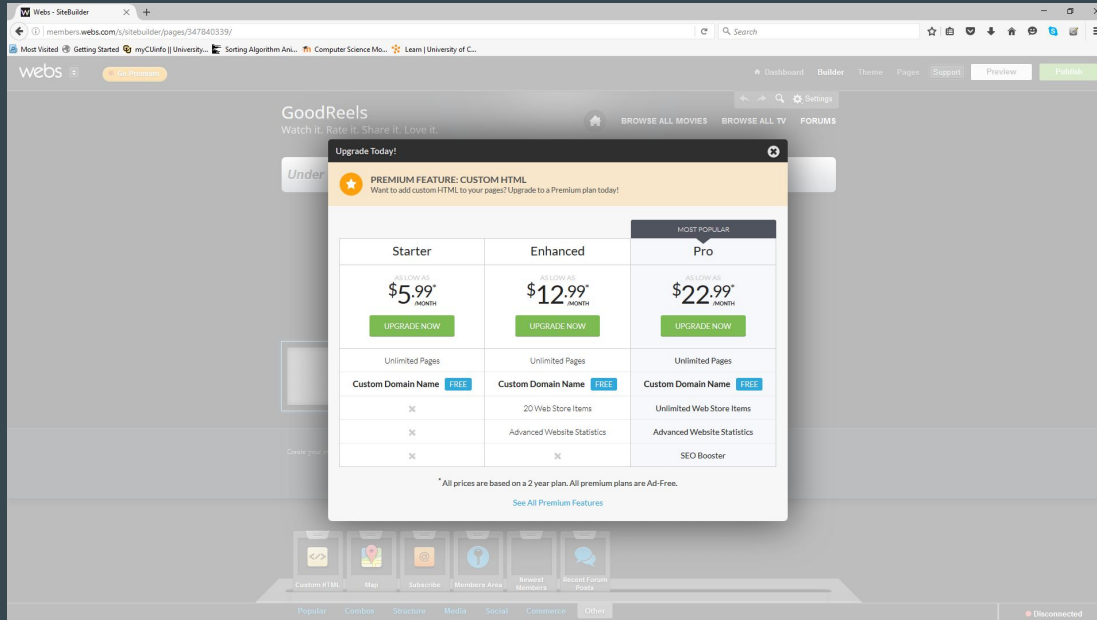 Webs - SiteBuilder
members.webs.com/s/sitebuilder/pages/347840339/
Search
Most Visited Getting Started myCUinfo || University... Sorting Algorithm Ani... Computer Science Mo... Learn | University of C...
webs
Go Premium
Dashboard Builder Theme Pages Support Preview Publish
Settings
GoodReels
Watch it. Rate it. Share it. Love it.
BROWSE ALL MOVIES BROWSE ALL TV FORUMS
Under
Upgrade Today!
PREMIUM FEATURE: CUSTOM HTML
Want to add custom HTML to your pages? Upgrade to a Premium plan today!
MOST POPULAR
Starter Enhanced Pro
AS LOW AS AS LOW AS AS LOW AS
$5.99* /MONTH $12.99* /MONTH $22.99* /MONTH
UPGRADE NOW UPGRADE NOW UPGRADE NOW
Unlimited Pages Unlimited Pages Unlimited Pages
Custom Domain Name FREE Custom Domain Name FREE Custom Domain Name FREE
20 Web Store Items Unlimited Web Store Items
Advanced Website Statistics Advanced Website Statistics
SEO Booster
* All prices are based on a 2 year plan. All premium plans are Ad-Free.
See All Premium Features
Create your
Custom HTML Map Subscribe Members Area Newest Members Recent Forum Posts
Popular Combos Structure Media Social Commerce Other
Disconnected